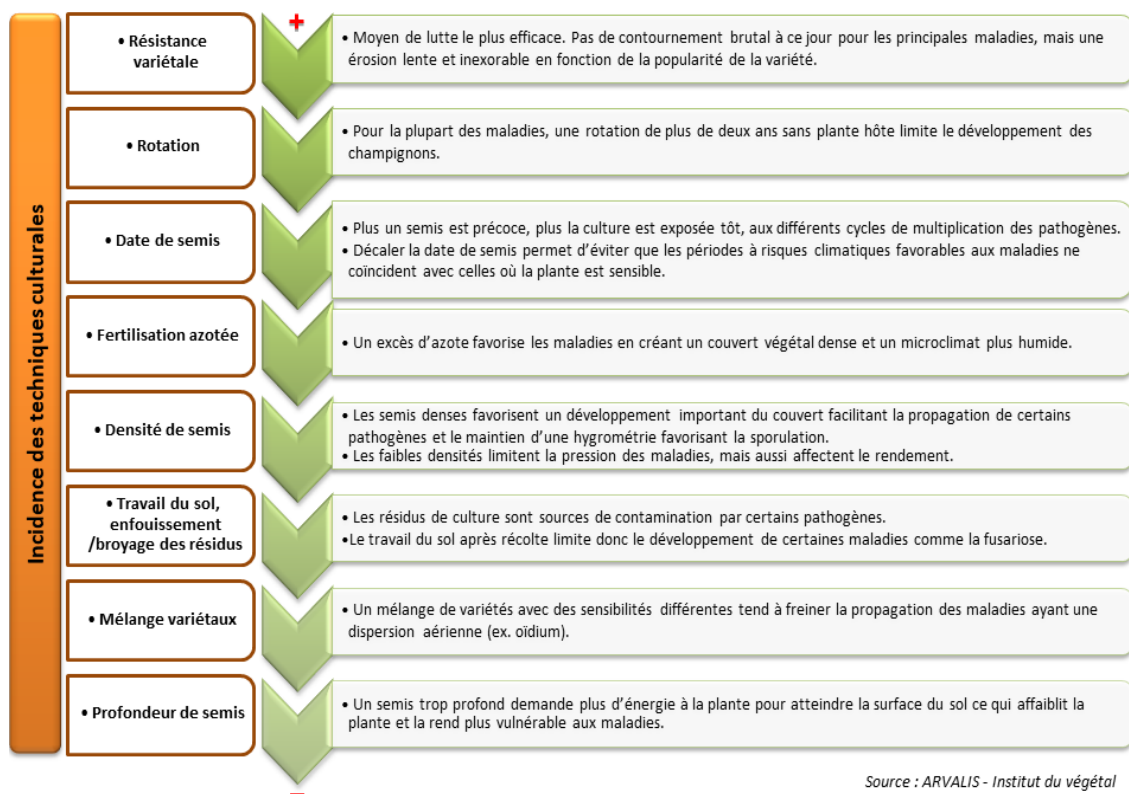 Incidence des techniques culturales
+
• Résistance
variétale
• Moyen de lutte le plus efficace. Pas de contournement brutal à ce jour pour les principales maladies, mais une
érosion lente et inexorable en fonction de la popularité de la variété.
• Rotation
• Pour la plupart des maladies, une rotation de plus de deux ans sans plante hôte limite le développement des
champignons.
• Date de semis
• Plus un semis est précoce, plus la culture est exposée tôt, aux différents cycles de multiplication des pathogènes.
• Décaler la date de semis permet d’éviter que les périodes à risques climatiques favorables aux maladies ne
coïncident avec celles où la plante est sensible.
• Fertilisation azotée
• Un excès d’azote favorise les maladies en créant un couvert végétal dense et un microclimat plus humide.
• Densité de semis
• Les semis denses favorisent un développement important du couvert facilitant la propagation de certains
pathogènes et le maintien d’une hygrométrie favorisant la sporulation.
• Les faibles densités limitent la pression des maladies, mais aussi affectent le rendement.
• Travail du sol,
enfouissement
/broyage des résidus
• Les résidus de culture sont sources de contamination par certains pathogènes.
•Le travail du sol après récolte limite donc le développement de certaines maladies comme la fusariose.
• Mélange variétaux
• Un mélange de variétés avec des sensibilités différentes tend à freiner la propagation des maladies ayant une
dispersion aérienne (ex. oïdium).
• Profondeur de semis
• Un semis trop profond demande plus d’énergie à la plante pour atteindre la surface du sol ce qui affaiblit la
plante et la rend plus vulnérable aux maladies.
Source : ARVALIS - Institut du végétal